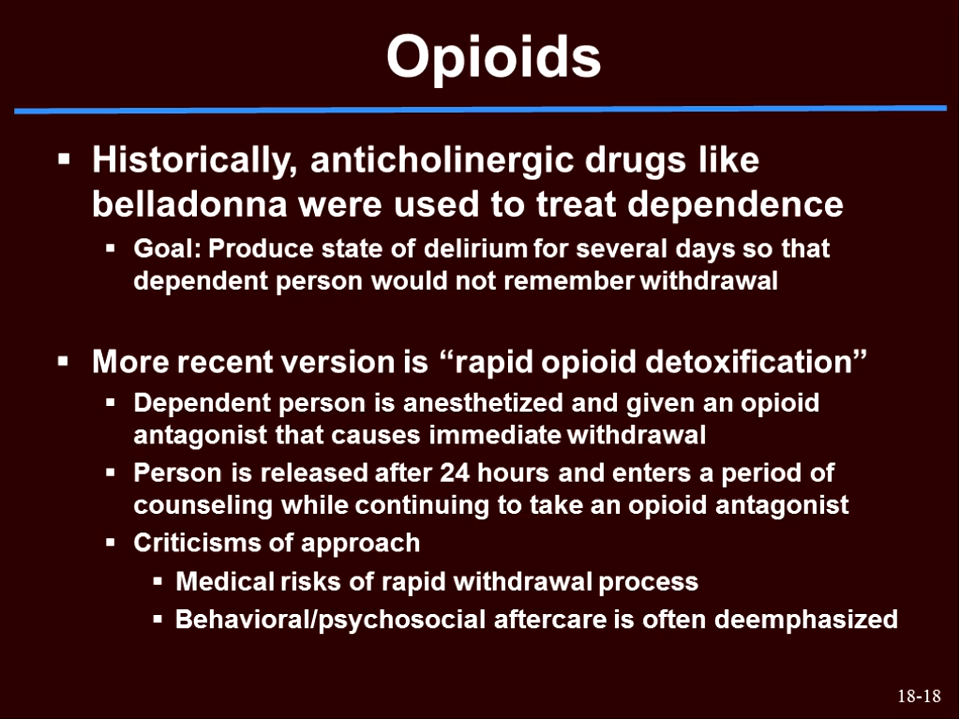 Opioids
▪ Historically, anticholinergic drugs like
belladonna were used to treat dependence
▪ Goal: Produce state of delirium for several days so that
dependent person would not remember withdrawal
▪ More recent version is “rapid opioid detoxification”
▪ Dependent person is anesthetized and given an opioid
antagonist that causes immediate withdrawal
▪ Person is released after 24 hours and enters a period of
counseling while continuing to take an opioid antagonist
▪ Criticisms of approach
▪ Medical risks of rapid withdrawal process
▪ Behavioral/psychosocial aftercare is often deemphasized
18-18